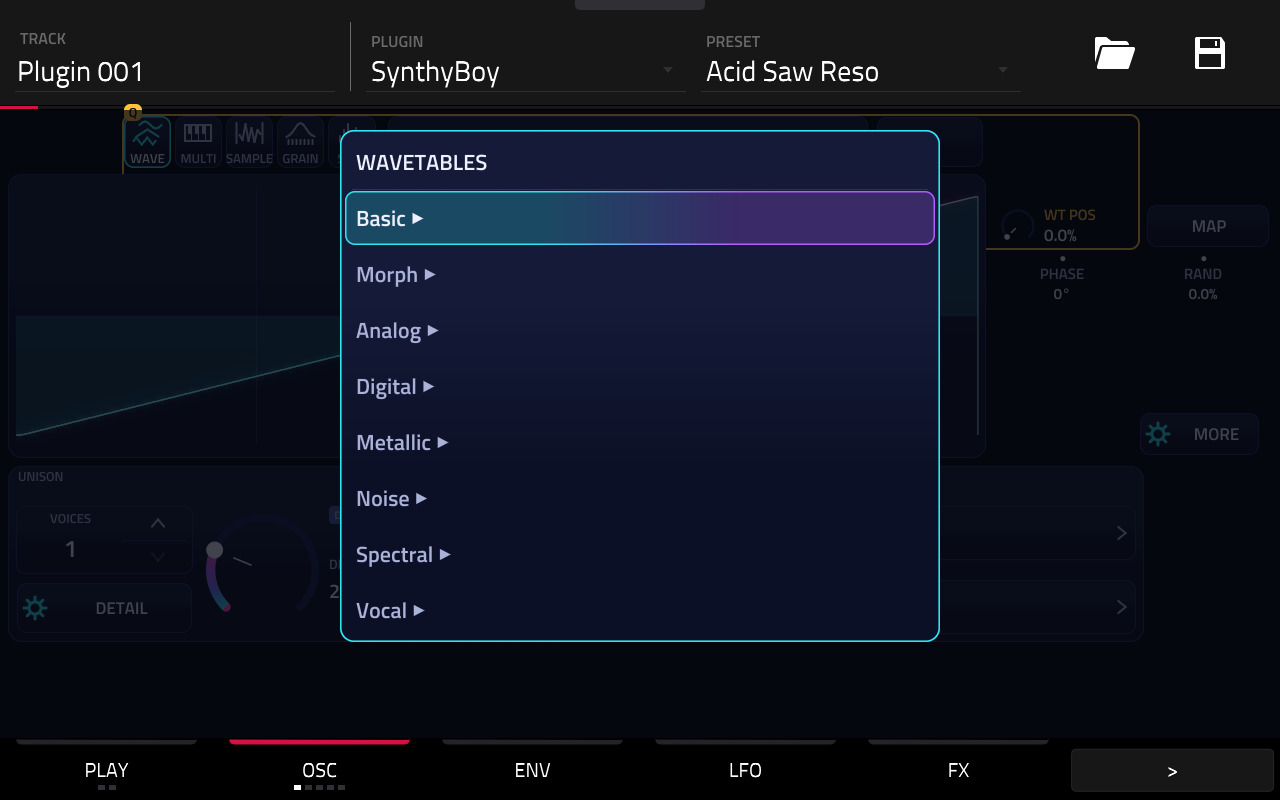 TRACK
Plugin 001
PLUGIN
SynthyBoy
PRESET
Acid Saw Reso
Q
WAVE
MULTI
SAMPLE
GRAIN
WAVETABLES
Basic ▶
Morph ▶
Analog ▶
Digital ▶
Metallic ▶
Noise ▶
Spectral ▶
Vocal ▶
WT POS
0.0%
MAP
PHASE
0°
RAND
0.0%
MORE
UNISON
VOICES
1
DETAIL
PLAY
OSC
ENV
LFO
FX
>